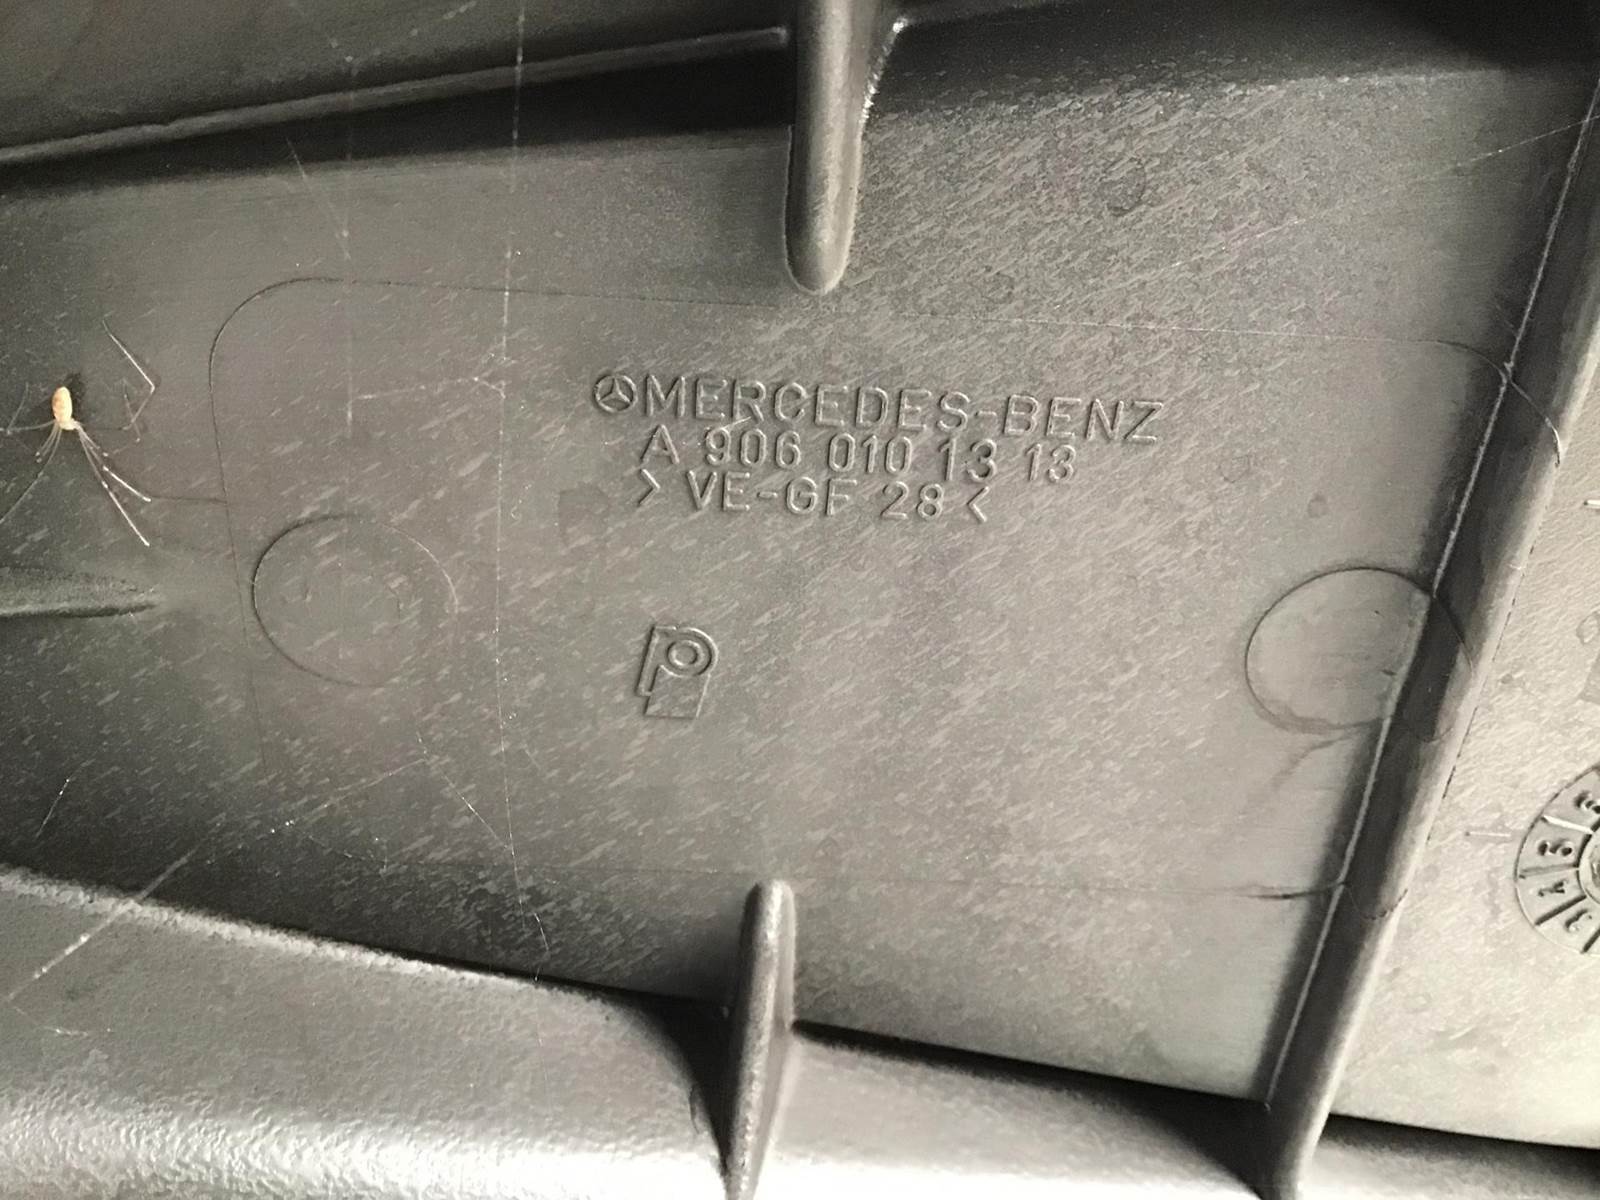 MERCEDES-BENZ
A 906 010 13 13
> VE-GF 28 <